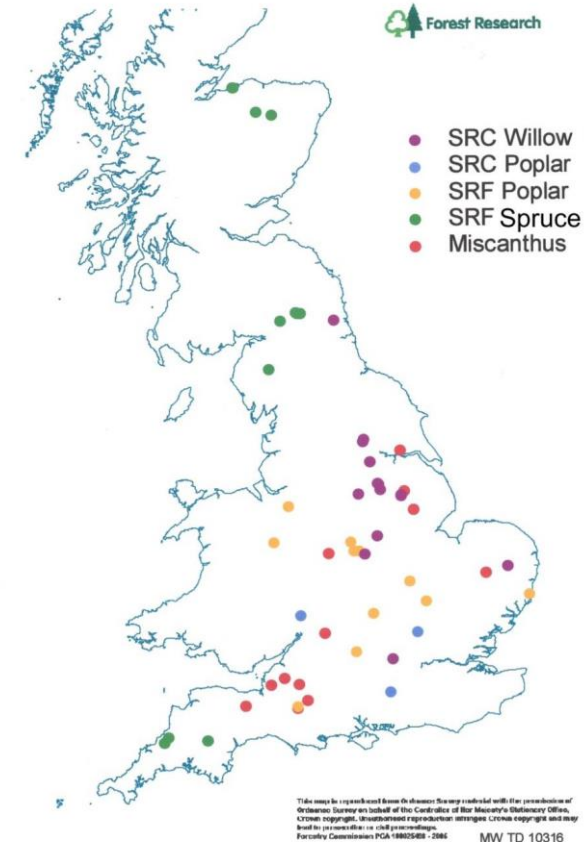 Forest Research
SRC Willow
SRC Poplar
SRF Poplar
SRF Spruce
Miscanthus
This map is reproduced from Ordnance Survey material with the permission of
Ordnance Survey on behalf of the Controller of Her Majesty's Stationery Office,
Crown copyright. Unauthorised reproduction infringes Crown copyright and may
lead to prosecution or civil proceedings.
Forestry Commission PGA - 2006
MW TD 10316